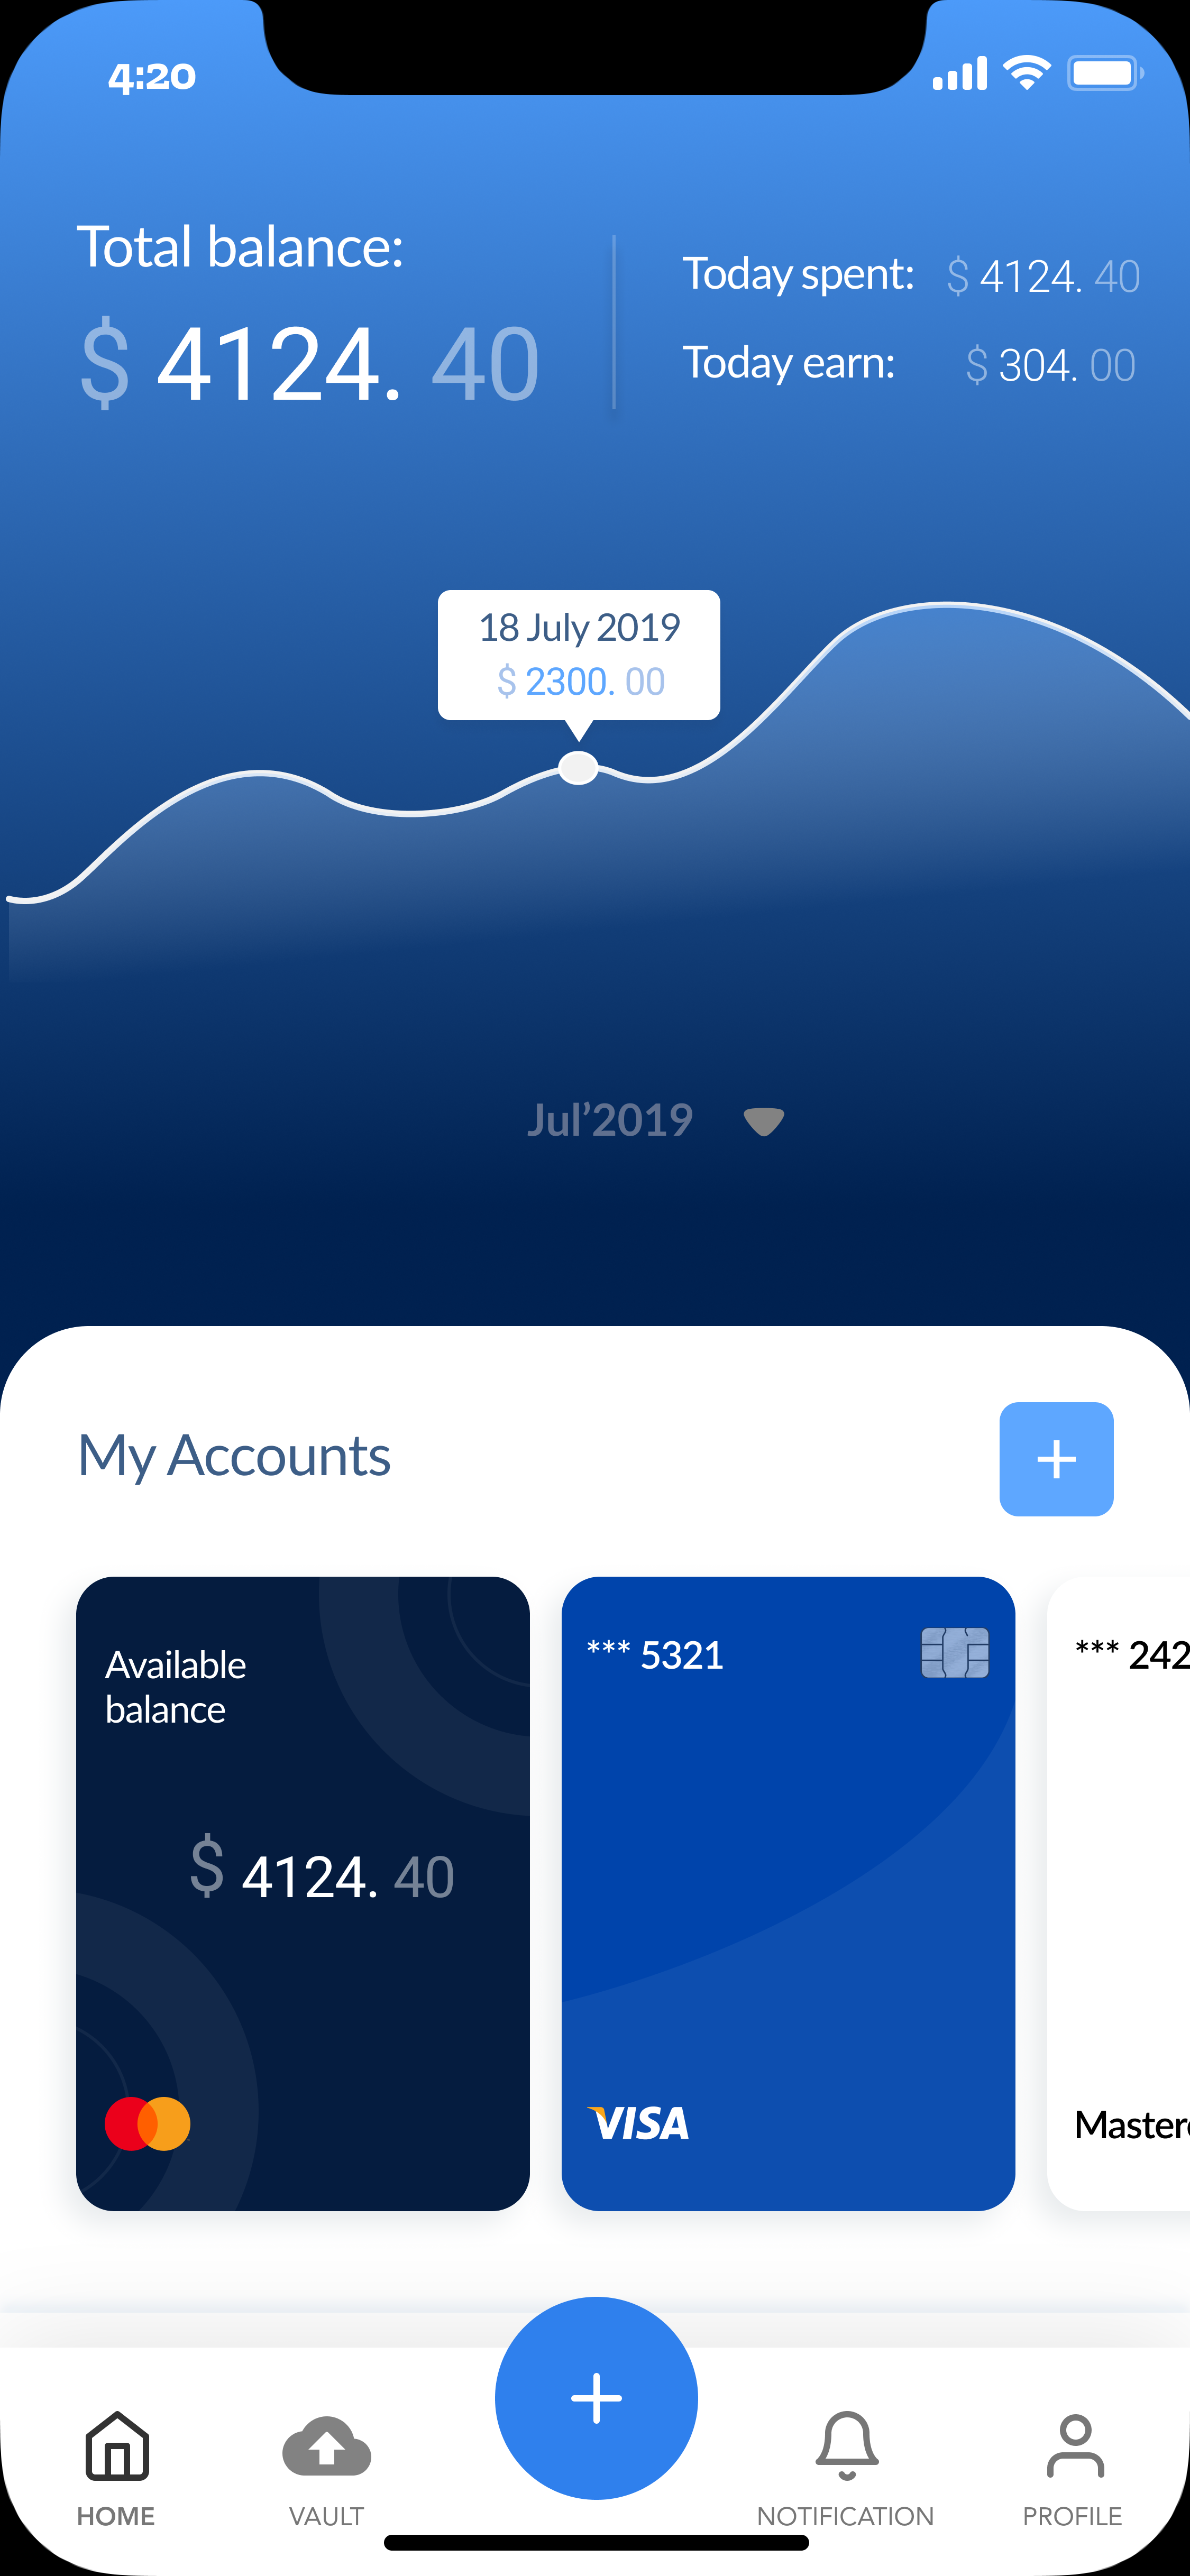 4:20
Total balance:
$ 4124. 40
Today spent: $ 4124. 40
Today earn: $ 304. 00
18 July 2019
$ 2300. 00
Jul’2019
My Accounts
Available
balance
$ 4124. 40
*** 5321
VISA
*** 242
Master
HOME
VAULT
NOTIFICATION
PROFILE